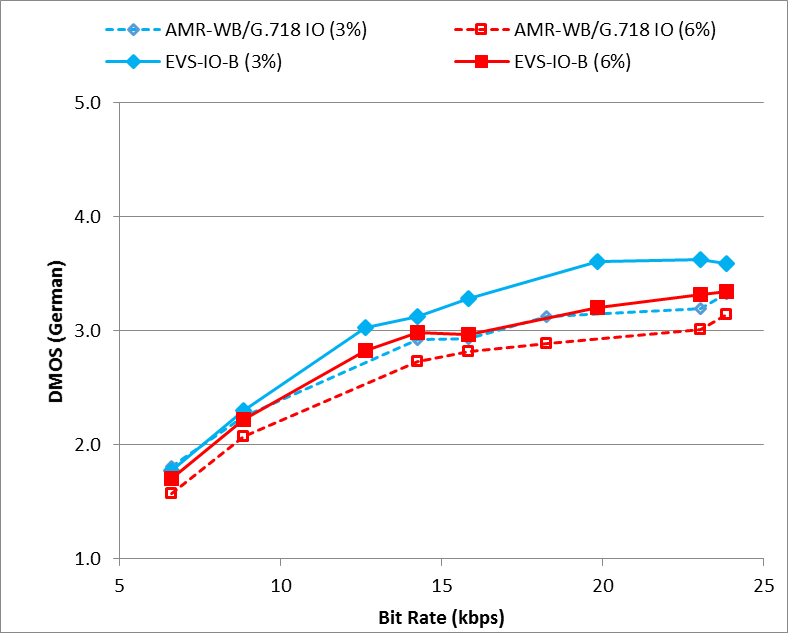 AMR-WB/G.718 IO (3%) AMR-WB/G.718 IO (6%)
EVS-IO-B (3%) EVS-IO-B (6%)
5.0
4.0
3.0
2.0
1.0
DMOS (German)
5 10 15 20 25
Bit Rate (kbps)